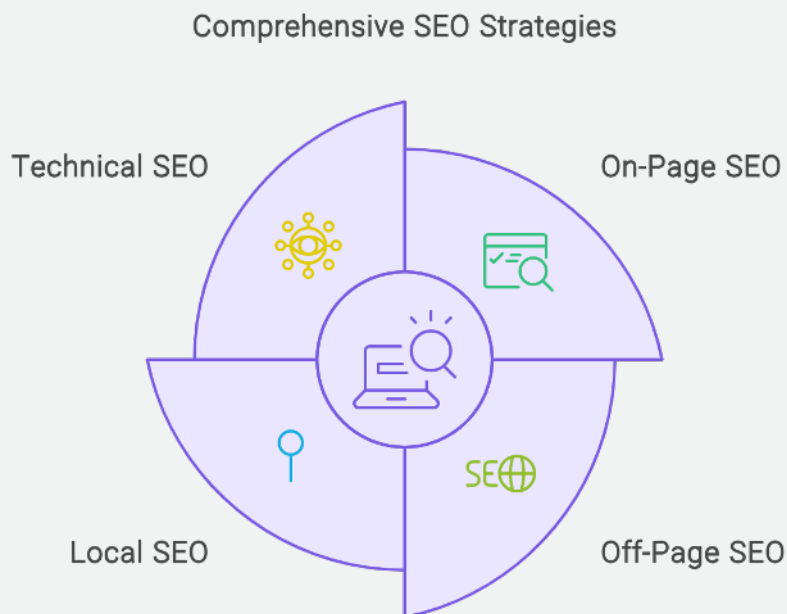 Comprehensive SEO Strategies
Technical SEO
On-Page SEO
SEO
Local SEO
Off-Page SEO